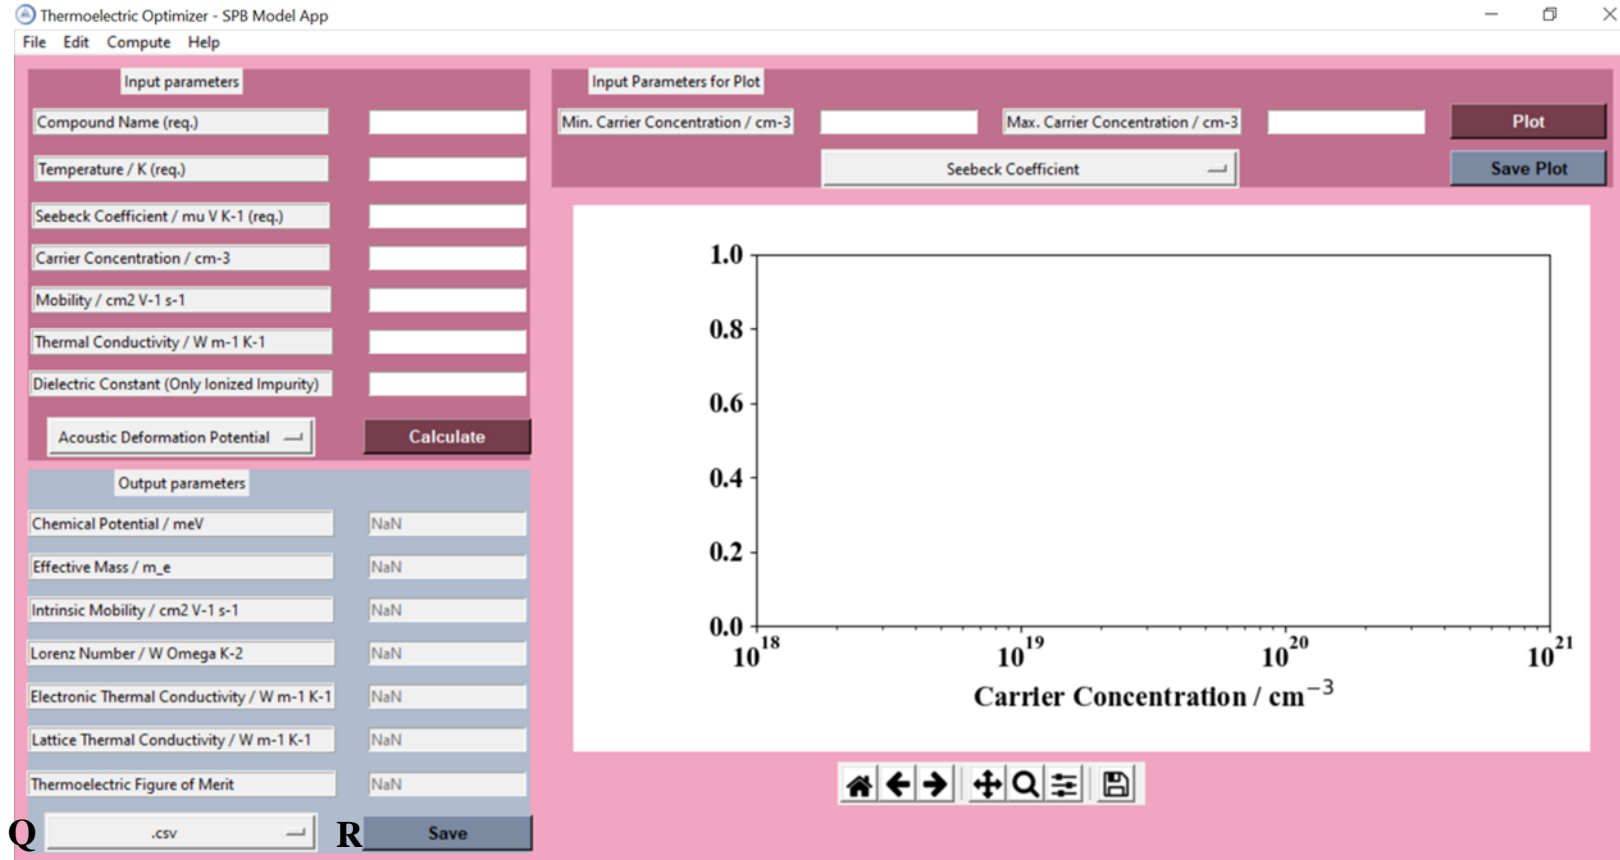 Thermoelectric Optimizer - SPB Model App
File Edit Compute Help
Input parameters
Compound Name (req.)
Temperature / K (req.)
Seebeck Coefficient / mu V K-1 (req.)
Carrier Concentration / cm-3
Mobility / cm2 V-1 s-1
Thermal Conductivity / W m-1 K-1
Dielectric Constant (Only Ionized Impurity)
Acoustic Deformation Potential Calculate
Output parameters
Chemical Potential / meV NaN
Effective Mass / m_e NaN
Intrinsic Mobility / cm2 V-1 s-1 NaN
Lorenz Number / W Omega K-2 NaN
Electronic Thermal Conductivity / W m-1 K-1 NaN
Lattice Thermal Conductivity / W m-1 K-1 NaN
Thermoelectric Figure of Merit NaN
Q .csv R Save
Input Parameters for Plot
Min. Carrier Concentration / cm-3 Max. Carrier Concentration / cm-3 Plot
Seebeck Coefficient Save Plot
1.0
0.8
0.6
0.4
0.2
0.0
10^18 10^19 10^20 10^21
Carrier Concentration / cm^−3